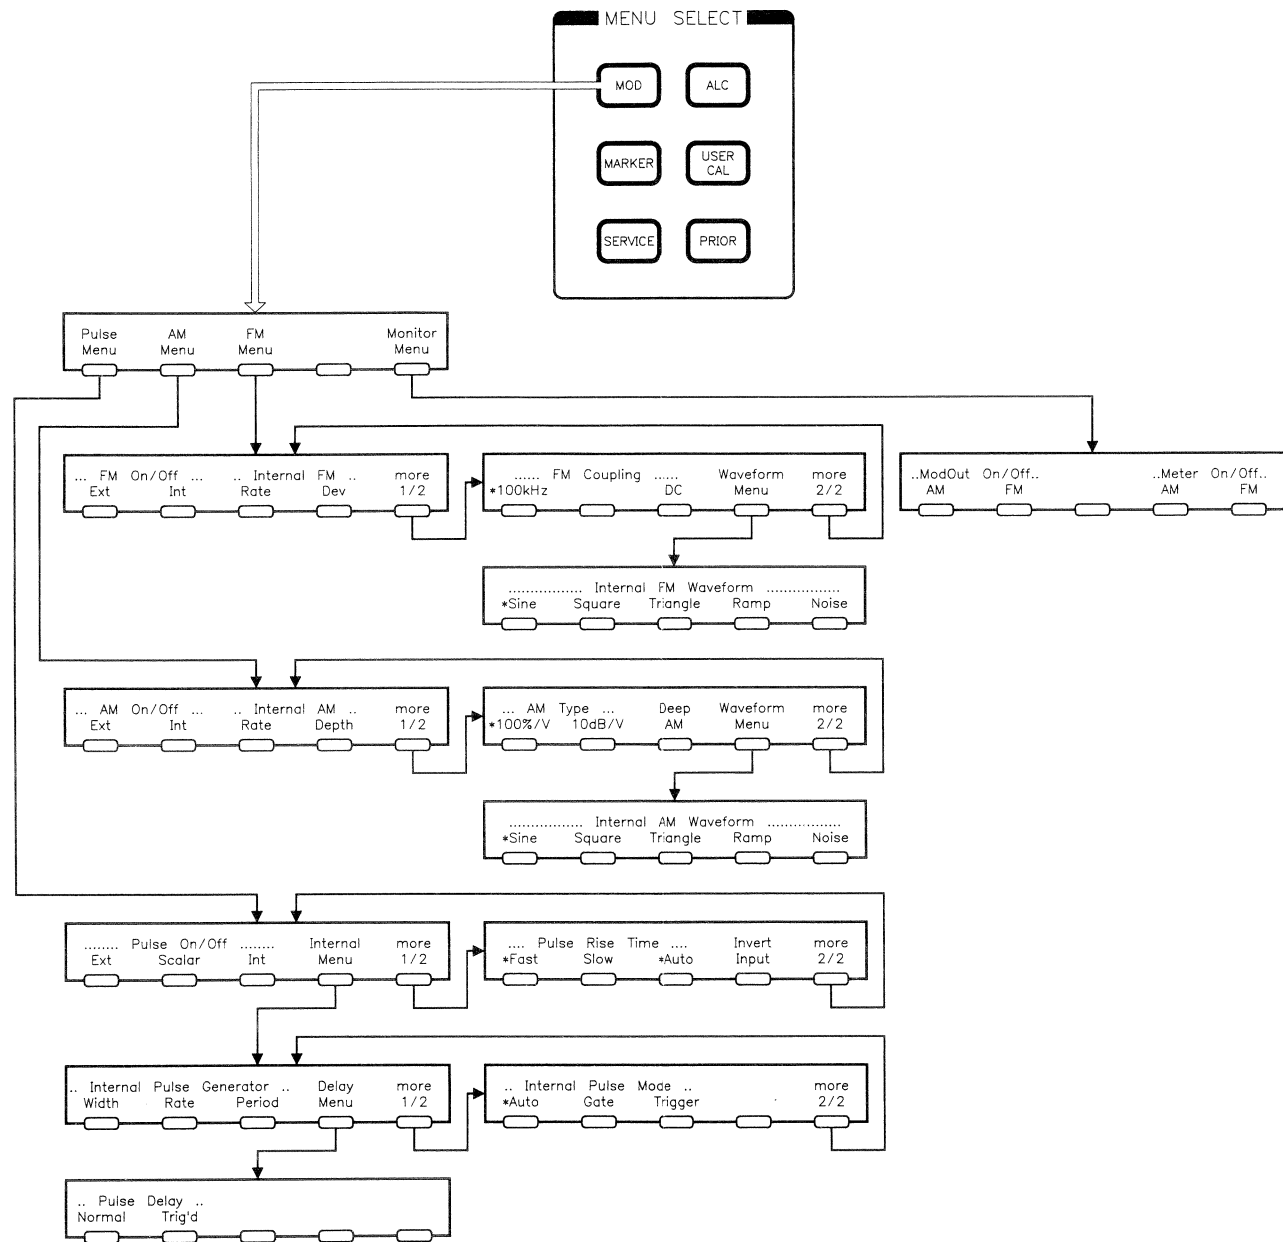 MENU SELECT
MOD ALC
MARKER USER CAL
SERVICE PRIOR
Pulse AM FM Monitor
Menu Menu Menu Menu
... FM On/Off ... .. Internal FM .. more
Ext Int Rate Dev 1/2
...... FM Coupling ...... Waveform more
*100kHz DC Menu 2/2
..ModOut On/Off.. ..Meter On/Off..
AM FM AM FM
................. Internal FM Waveform .................
*Sine Square Triangle Ramp Noise
... AM On/Off ... .. Internal AM .. more
Ext Int Rate Depth 1/2
... AM Type ... Deep Waveform more
*100%/V 10dB/V AM Menu 2/2
................. Internal AM Waveform .................
*Sine Square Triangle Ramp Noise
........ Pulse On/Off ........ Internal more
Ext Scalar Int Menu 1/2
.... Pulse Rise Time .... Invert more
*Fast Slow *Auto Input 2/2
.. Internal Pulse Generator .. Delay more
Width Rate Period Menu 1/2
.. Internal Pulse Mode .. more
*Auto Gate Trigger 2/2
.. Pulse Delay ..
Normal Trig'd